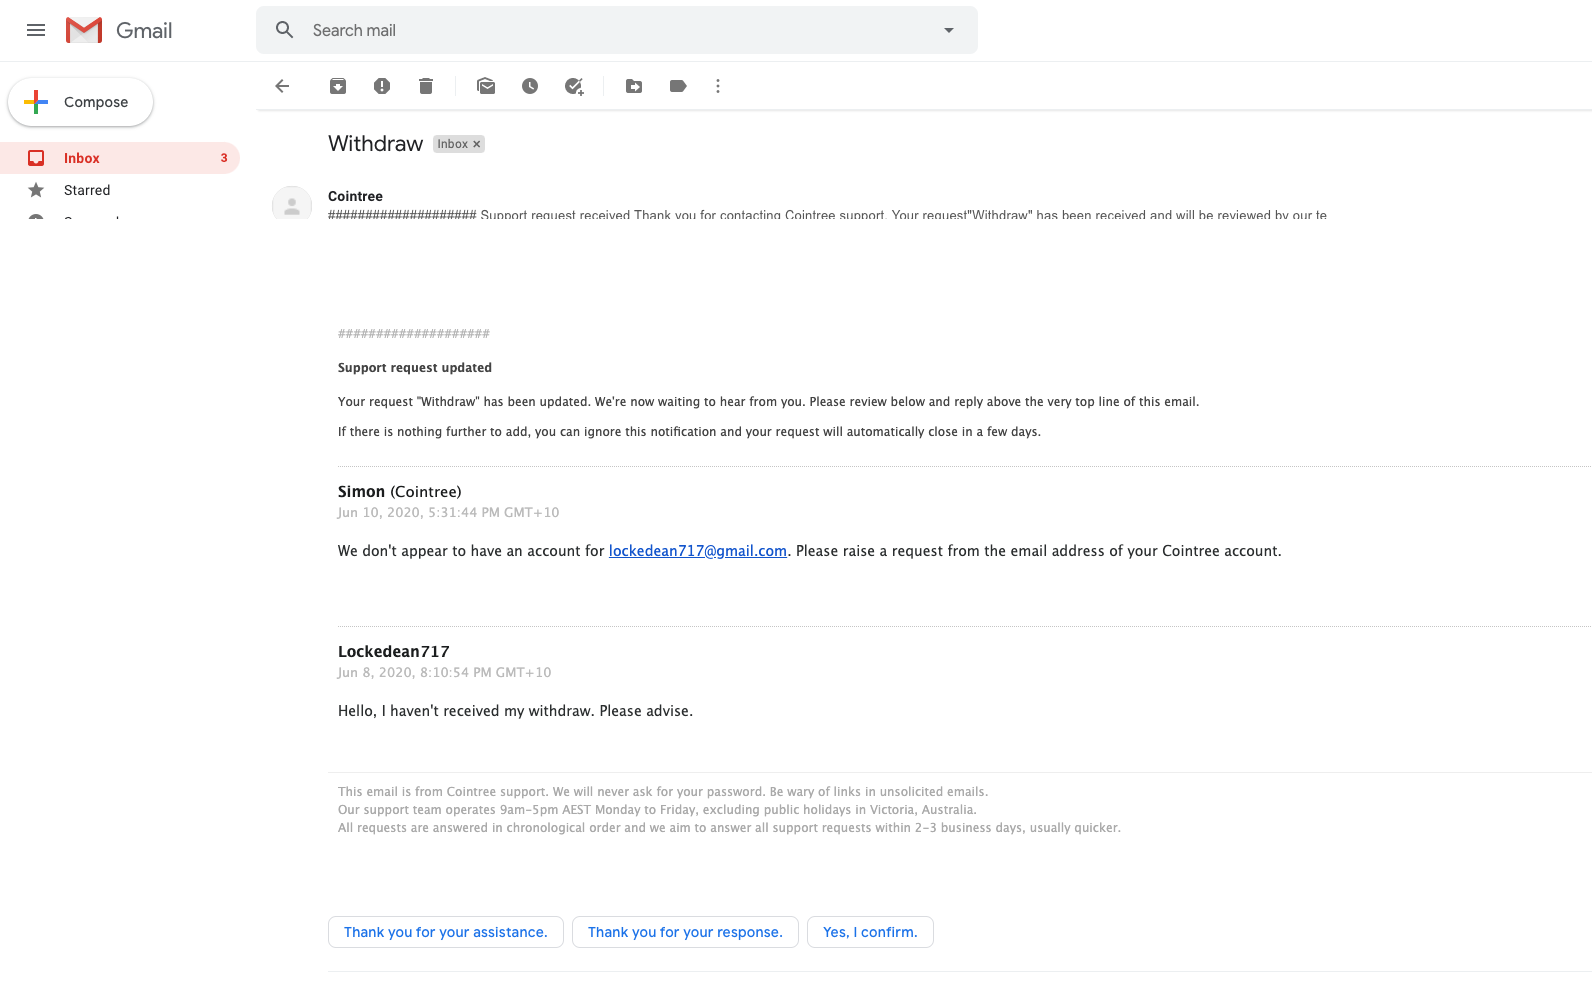 Gmail
Search mail
Compose
Inbox 3
Starred
Withdraw Inbox ×
Cointree
#################### Support request received Thank you for contacting Cointree support. Your request"Withdraw" has been received and will be reviewed by our te
####################
Support request updated
Your request "Withdraw" has been updated. We're now waiting to hear from you. Please review below and reply above the very top line of this email.
If there is nothing further to add, you can ignore this notification and your request will automatically close in a few days.
Simon (Cointree)
Jun 10, 2020, 5:31:44 PM GMT+10
We don't appear to have an account for lockedean717@gmail.com. Please raise a request from the email address of your Cointree account.
Lockedean717
Jun 8, 2020, 8:10:54 PM GMT+10
Hello, I haven't received my withdraw. Please advise.
This email is from Cointree support. We will never ask for your password. Be wary of links in unsolicited emails.
Our support team operates 9am-5pm AEST Monday to Friday, excluding public holidays in Victoria, Australia.
All requests are answered in chronological order and we aim to answer all support requests within 2-3 business days, usually quicker.
Thank you for your assistance.
Thank you for your response.
Yes, I confirm.